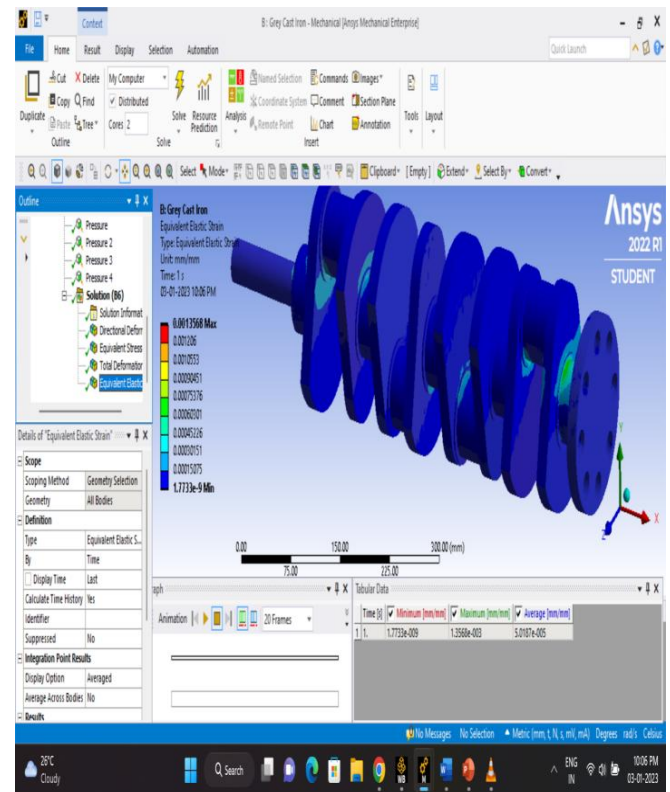 Context
B: Grey Cast Iron - Mechanical [Ansys Mechanical Enterprise]
File Home Result Display Selection Automation
Quick Launch
Duplicate
Cut
Copy
Paste
Delete
Find
Tree
Outline
My Computer
Distributed
Cores 2
Solve
Resource Prediction
Solve
Analysis
Named Selection
Coordinate System
Remote Point
Commands
Comment
Chart
Images
Section Plane
Annotation
Insert
Tools
Layout
Select Mode Clipboard [Empty] Extend Select By Convert
Outline
Pressure
Pressure 2
Pressure 3
Pressure 4
Solution (B6)
Solution Informat
Directional Deforr
Equivalent Stress
Total Deformation
Equivalent Elastic
B: Grey Cast Iron
Equivalent Elastic Strain
Type: Equivalent Elastic Strain
Unit: mm/mm
Time: 1 s
03-01-2023 10:06 PM
0.0013568 Max
0.001206
0.0010553
0.00090451
0.00075376
0.00060301
0.00045226
0.00030151
0.00015075
1.7733e-9 Min
Ansys
2022 R1
STUDENT
Y
X
Z
0.00 150.00 300.00 (mm)
75.00 225.00
Details of "Equivalent Elastic Strain"
Scope
Scoping Method Geometry Selection
Geometry All Bodies
Definition
Type Equivalent Elastic S...
By Time
Display Time Last
Calculate Time History Yes
Identifier
Suppressed No
Integration Point Results
Display Option Averaged
Average Across Bodies No
Results
aph
Animation 20 Frames
Tabular Data
Time [s] Minimum [mm/mm] Maximum [mm/mm] Average [mm/mm]
1 1. 1.7733e-009 1.3568e-003 5.0187e-005
No Messages No Selection Metric (mm, t, N, s, mV, mA) Degrees rad/s Celsius
26°C
Cloudy
Search
ENG
IN
10:06 PM
03-01-2023